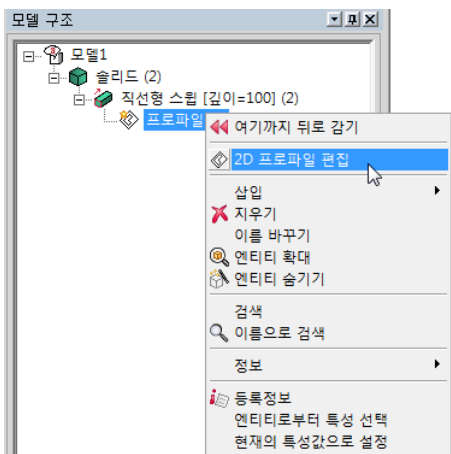 모델 구조
모델1
솔리드 (2)
직선형 스윕 [깊이=100] (2)
프로파일
여기까지 뒤로 감기
2D 프로파일 편집
삽입
지우기
이름 바꾸기
엔티티 확대
엔티티 숨기기
검색
이름으로 검색
정보
등록정보
엔티티로부터 특성 선택
현재의 특성값으로 설정